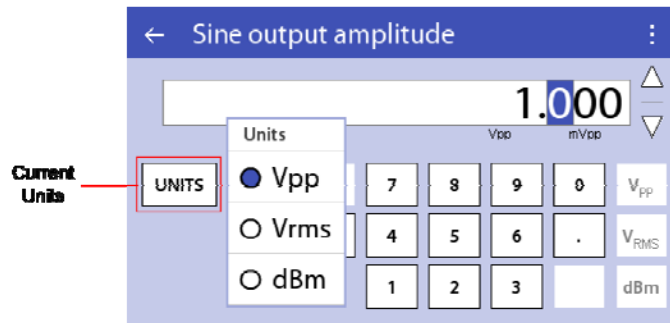 ← Sine output amplitude
1.000
Vpp mVpp
Current
Units
UNITS
Units
Vpp
Vrms
dBm
7 8 9 0 VPP
4 5 6 . VRMS
1 2 3 dBm